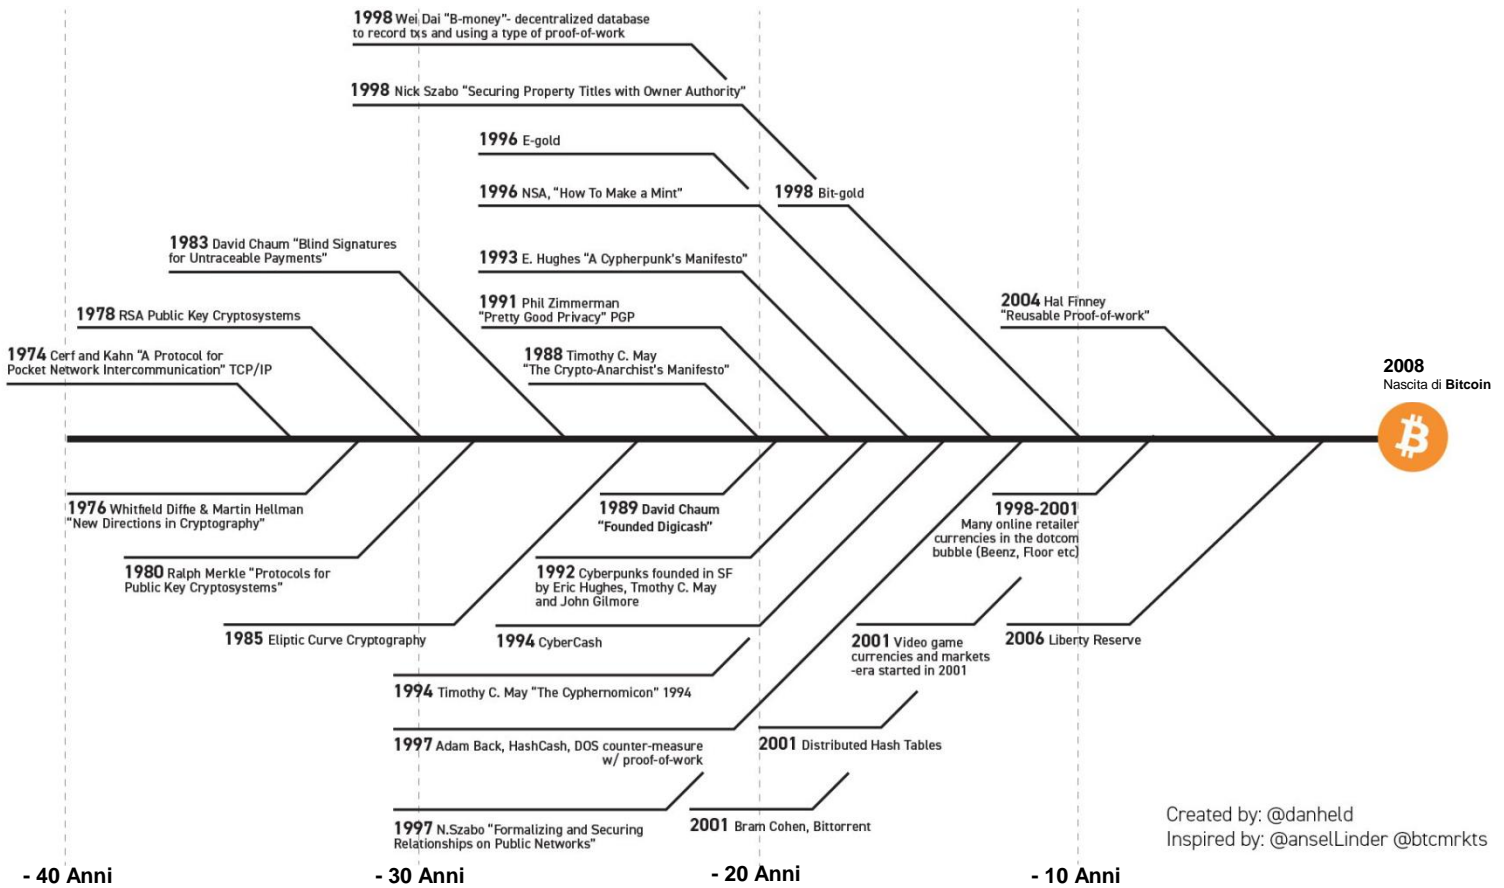 1998 Wei Dai "B-money"- decentralized database
to record txs and using a type of proof-of-work
1998 Nick Szabo "Securing Property Titles with Owner Authority"
1996 E-gold
1996 NSA, "How To Make a Mint"
1998 Bit-gold
1983 David Chaum "Blind Signatures
for Untraceable Payments"
1993 E. Hughes "A Cypherpunk's Manifesto"
1991 Phil Zimmerman
"Pretty Good Privacy" PGP
2004 Hal Finney
"Reusable Proof-of-work"
1978 RSA Public Key Cryptosystems
1974 Cerf and Kahn "A Protocol for
Pocket Network Intercommunication" TCP/IP
1988 Timothy C. May
"The Crypto-Anarchist's Manifesto"
2008
Nascita di Bitcoin
1976 Whitfield Diffie & Martin Hellman
"New Directions in Cryptography"
1989 David Chaum
"Founded Digicash"
1998-2001
Many online retailer
currencies in the dotcom
bubble (Beenz, Floor etc)
1980 Ralph Merkle "Protocols for
Public Key Cryptosystems"
1992 Cyberpunks founded in SF
by Eric Hughes, Tmothy C. May
and John Gilmore
1985 Eliptic Curve Cryptography
1994 CyberCash
2001 Video game
currencies and markets
-era started in 2001
2006 Liberty Reserve
1994 Timothy C. May "The Cyphernomicon" 1994
1997 Adam Back, HashCash, DOS counter-measure
w/ proof-of-work
2001 Distributed Hash Tables
1997 N.Szabo "Formalizing and Securing
Relationships on Public Networks"
2001 Bram Cohen, Bittorrent
Created by: @danheld
Inspired by: @anselLinder @btcmrkts
- 40 Anni
- 30 Anni
- 20 Anni
- 10 Anni